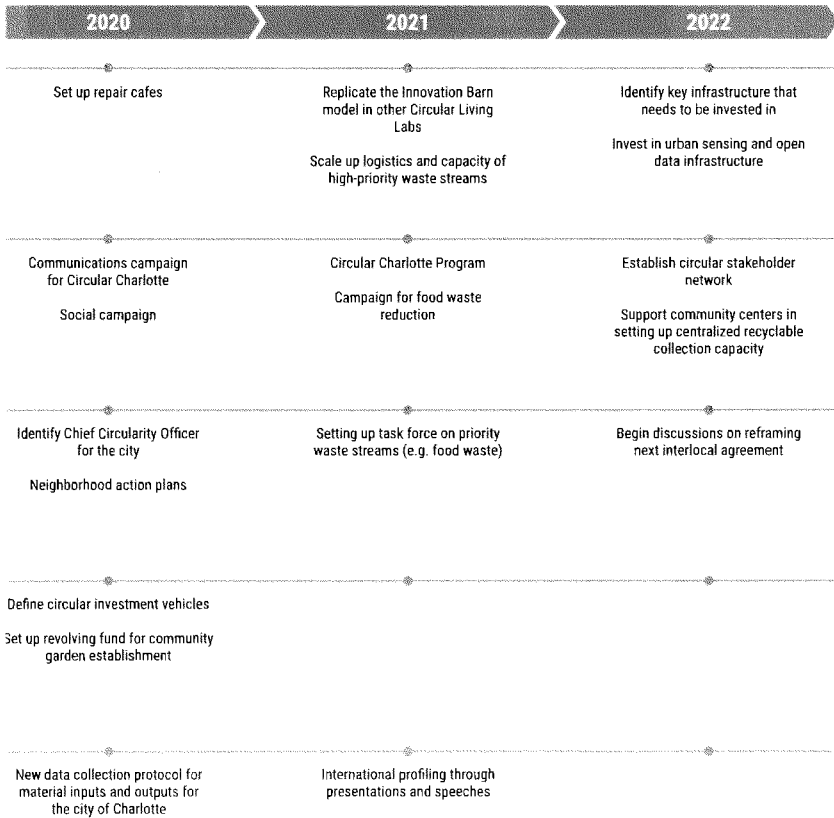 2020
2021
2022
Set up repair cafes
Replicate the Innovation Barn
model in other Circular Living
Labs
Scale up logistics and capacity of
high-priority waste streams
Identify key infrastructure that
needs to be invested in
Invest in urban sensing and open
data infrastructure
Communications campaign
for Circular Charlotte
Social campaign
Circular Charlotte Program
Campaign for food waste
reduction
Establish circular stakeholder
network
Support community centers in
setting up centralized recyclable
collection capacity
Identify Chief Circularity Officer
for the city
Neighborhood action plans
Setting up task force on priority
waste streams (e.g. food waste)
Begin discussions on reframing
next interlocal agreement
Define circular investment vehicles
Set up revolving fund for community
garden establishment
New data collection protocol for
material inputs and outputs for
the city of Charlotte
International profiling through
presentations and speeches